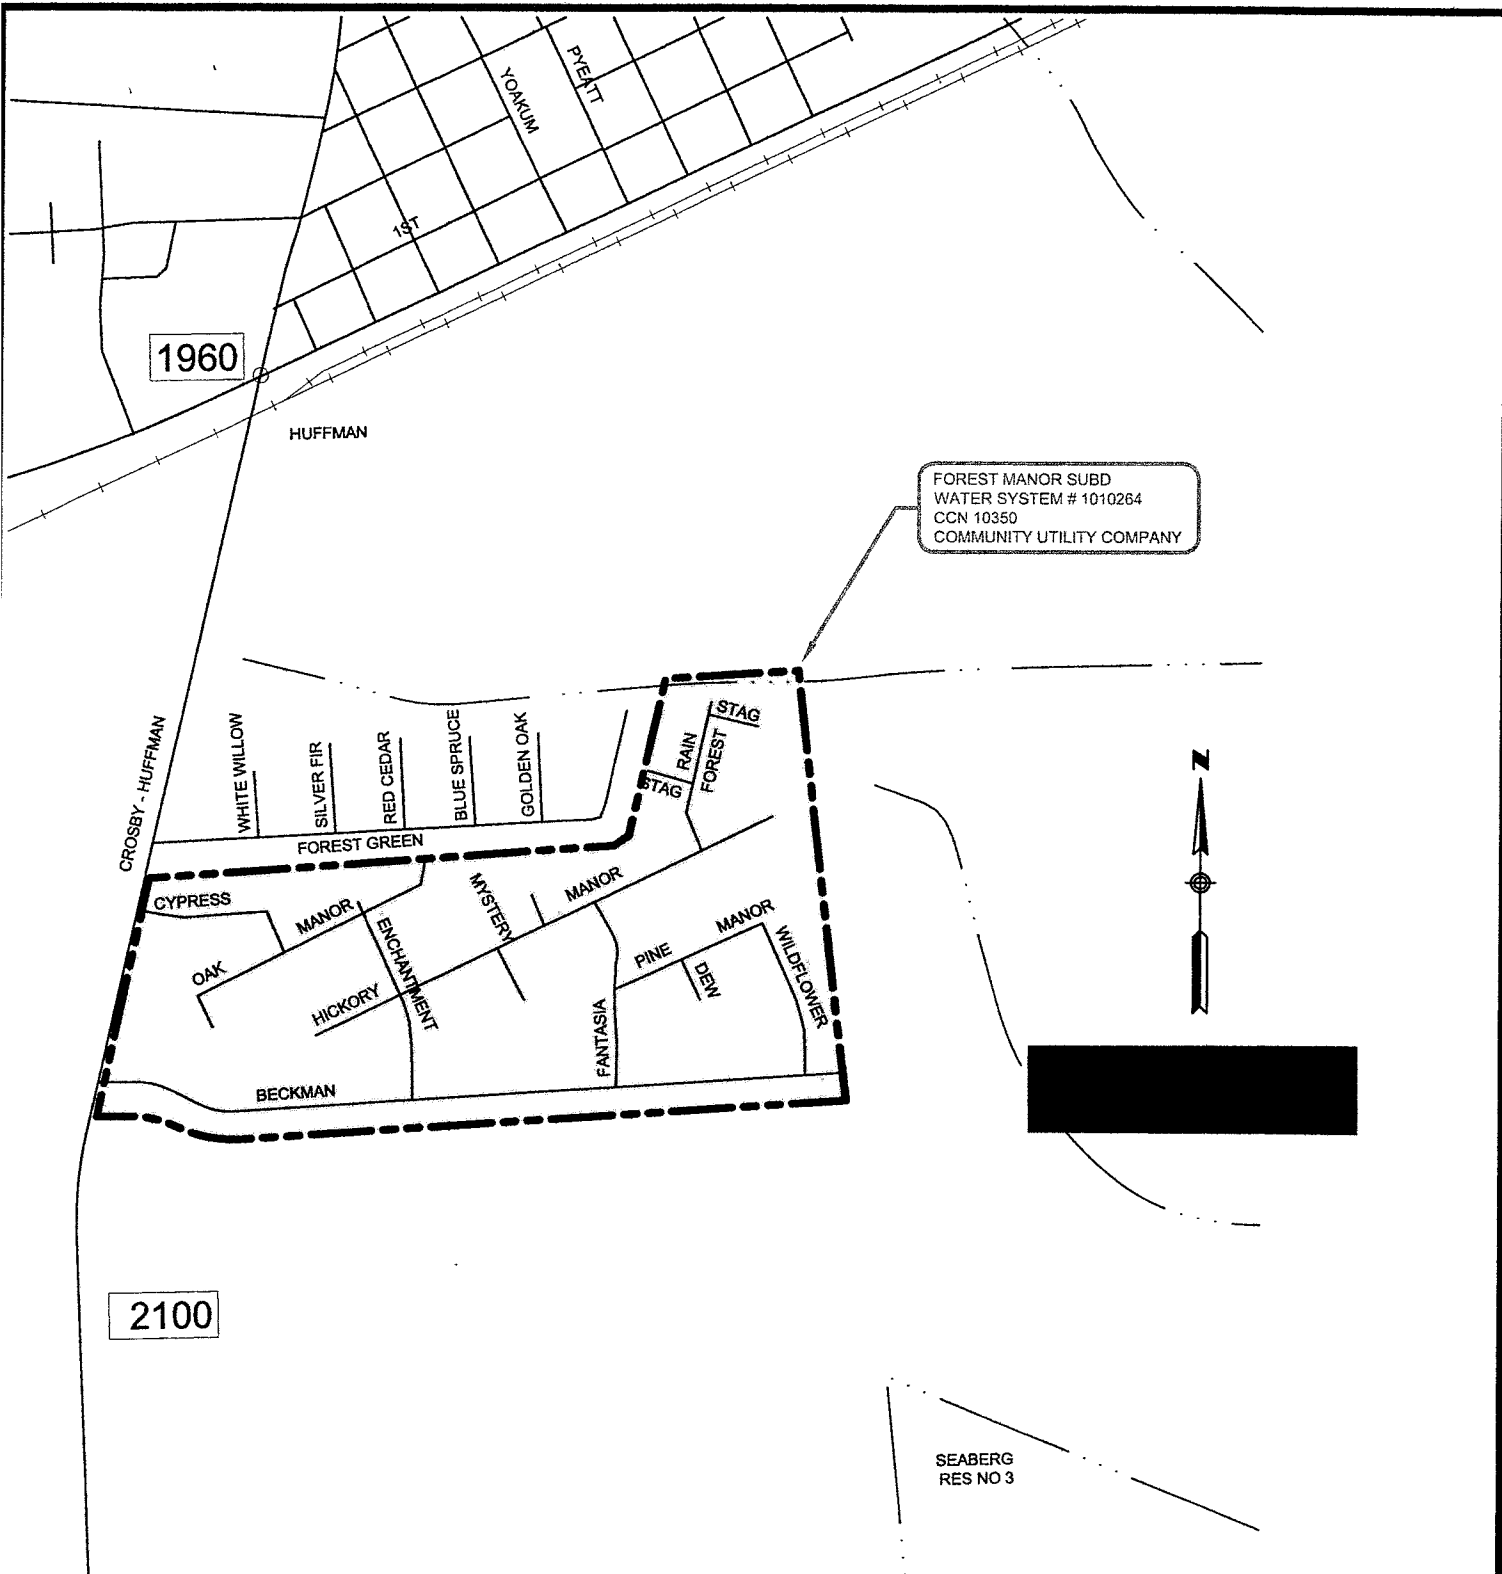 PYEATT
YOAKUM
1ST
1960
HUFFMAN
FOREST MANOR SUBD
WATER SYSTEM # 1010264
CCN 10350
COMMUNITY UTILITY COMPANY
CROSBY - HUFFMAN
WHITE WILLOW
SILVER FIR
RED CEDAR
BLUE SPRUCE
GOLDEN OAK
STAG
RAIN
FOREST
STAG
FOREST GREEN
CYPRESS
MANOR
OAK
MYSTERY
MANOR
ENCHANTMENT
HICKORY
MANOR
PINE
DEW
WILDFLOWER
FANTASIA
BECKMAN
N
2100
SEABERG
RES NO 3